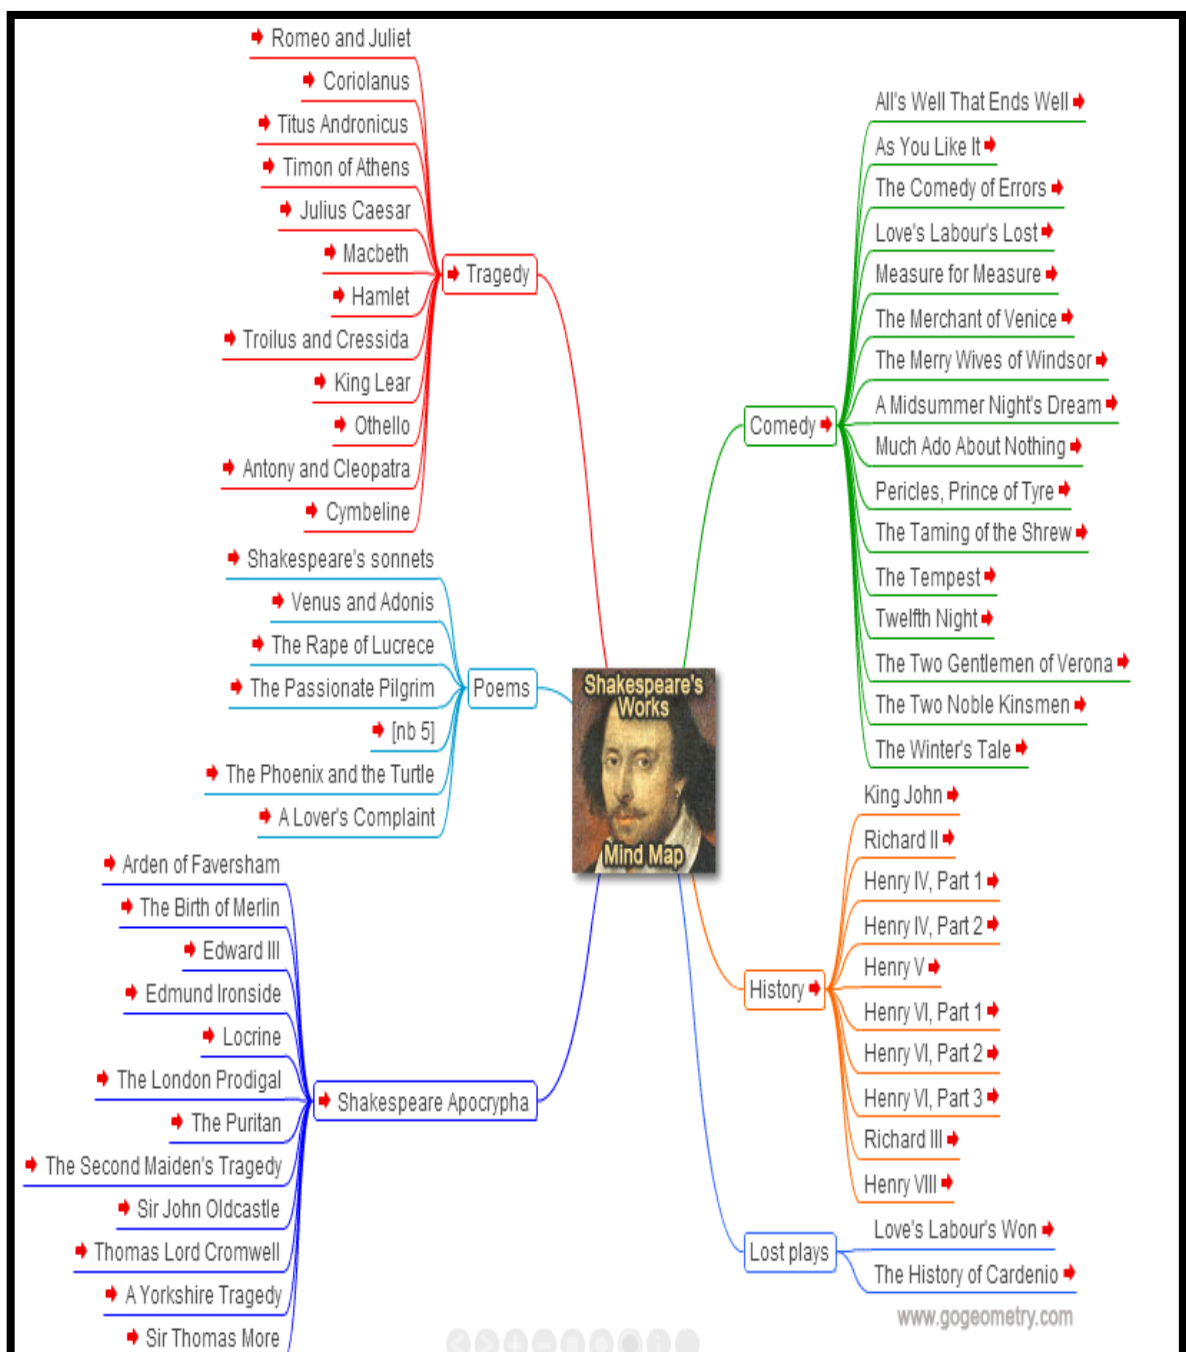 Romeo and Juliet
Coriolanus
Titus Andronicus
Timon of Athens
Julius Caesar
Macbeth
Hamlet
Troilus and Cressida
King Lear
Othello
Antony and Cleopatra
Cymbeline
Tragedy
Shakespeare's sonnets
Venus and Adonis
The Rape of Lucrece
The Passionate Pilgrim
[nb 5]
The Phoenix and the Turtle
A Lover's Complaint
Poems
Arden of Faversham
The Birth of Merlin
Edward III
Edmund Ironside
Locrine
The London Prodigal
The Puritan
The Second Maiden's Tragedy
Sir John Oldcastle
Thomas Lord Cromwell
A Yorkshire Tragedy
Sir Thomas More
Shakespeare Apocrypha
Shakespeare's
Works
Mind Map
Comedy
All's Well That Ends Well
As You Like It
The Comedy of Errors
Love's Labour's Lost
Measure for Measure
The Merchant of Venice
The Merry Wives of Windsor
A Midsummer Night's Dream
Much Ado About Nothing
Pericles, Prince of Tyre
The Taming of the Shrew
The Tempest
Twelfth Night
The Two Gentlemen of Verona
The Two Noble Kinsmen
The Winter's Tale
History
King John
Richard II
Henry IV, Part 1
Henry IV, Part 2
Henry V
Henry VI, Part 1
Henry VI, Part 2
Henry VI, Part 3
Richard III
Henry VIII
Lost plays
Love's Labour's Won
The History of Cardenio
www.gogeometry.com